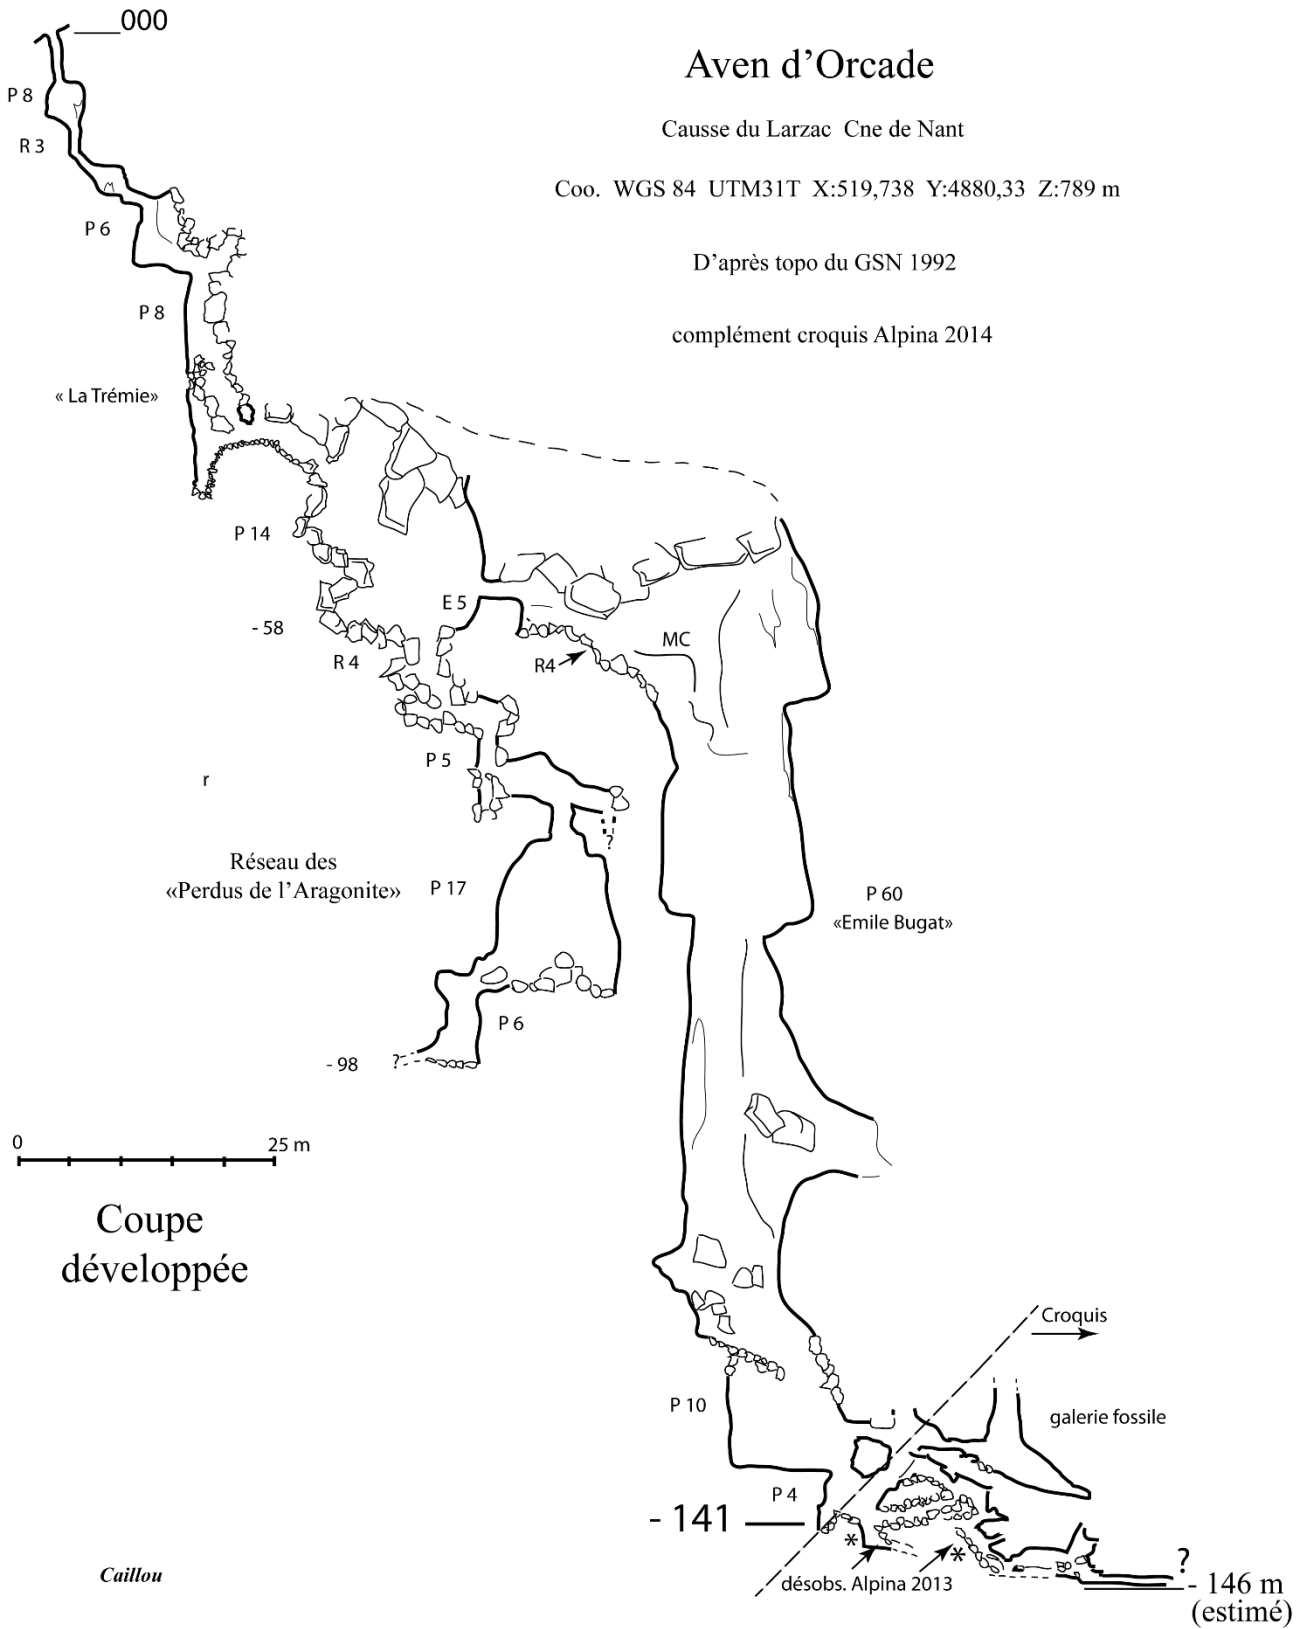 000
Aven d’Orcade
P 8
Causse du Larzac Cne de Nant
R 3
Coo. WGS 84 UTM31T X:519,738 Y:4880,33 Z:789 m
P 6
D’après topo du GSN 1992
P 8
complément croquis Alpina 2014
« La Trémie»
P 14
E 5
- 58
MC
R 4
R4
P 5
r
?
Réseau des
«Perdus de l’Aragonite»
P 17
P 60
«Emile Bugat»
P 6
- 98
?
0
25 m
Coupe
développée
Croquis
P 10
galerie fossile
P 4
- 141
*
*
désobs. Alpina 2013
?
- 146 m
(estimé)
Caillou